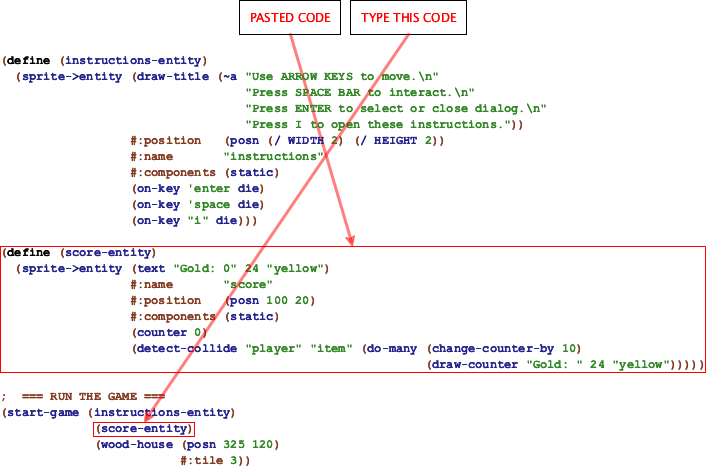 PASTED CODE TYPE THIS CODE
(define (instructions-entity)
  (sprite->entity (draw-title (~a "Use ARROW KEYS to move.\n"
                                  "Press SPACE BAR to interact.\n"
                                  "Press ENTER to select or close dialog.\n"
                                  "Press I to open these instructions."))
                  #:position   (posn (/ WIDTH 2) (/ HEIGHT 2))
                  #:name       "instructions"
                  #:components (static)
                  (on-key 'enter die)
                  (on-key 'space die)
                  (on-key "i" die)))
(define (score-entity)
  (sprite->entity (text "Gold: 0" 24 "yellow")
                  #:name       "score"
                  #:position   (posn 100 20)
                  #:components (static)
                  (counter 0)
                  (detect-collide "player" "item" (do-many (change-counter-by 10)
                                                           (draw-counter "Gold: " 24 "yellow")))))
;  === RUN THE GAME ===
(start-game (instructions-entity)
             (score-entity)
             (wood-house (posn 325 120)
                         #:tile 3))